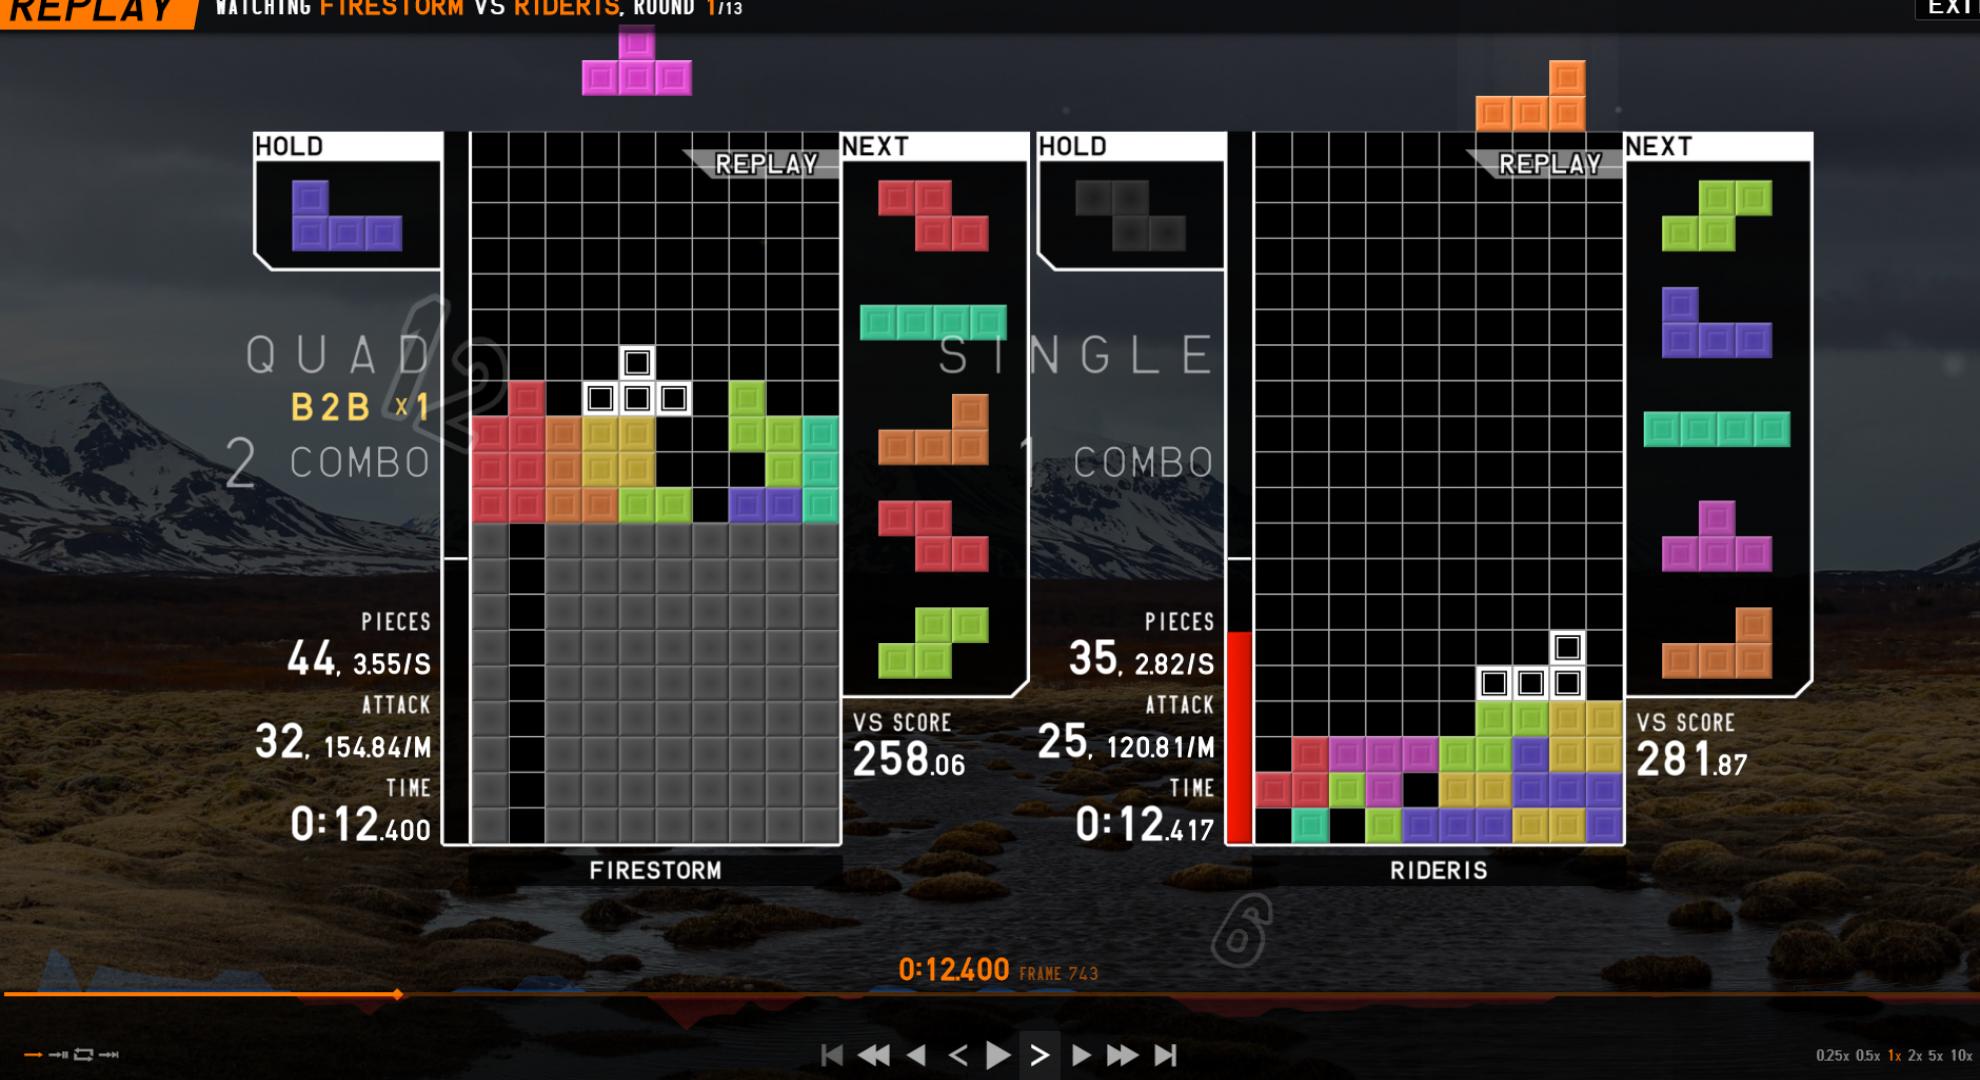 REPLAY WATCHING FIRESTORM VS RIDERIS, ROUND 1/13
HOLD
REPLAY
NEXT
QUAD
B2B x1
2 COMBO
12
PIECES
44, 3.55/S
ATTACK
32, 154.84/M
TIME
0:12.400
VS SCORE
258.06
FIRESTORM
HOLD
REPLAY
NEXT
SINGLE
1 COMBO
PIECES
35, 2.82/S
ATTACK
25, 120.81/M
TIME
0:12.417
VS SCORE
281.87
RIDERIS
6
0:12.400 FRAME 743
0.25x 0.5x 1x 2x 5x 10x